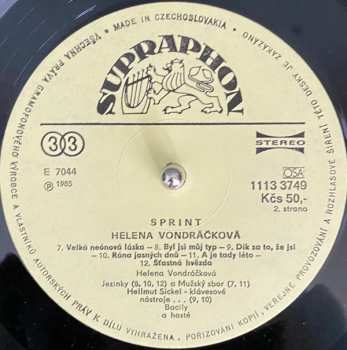 VŠECHNA PRÁVA GRAMOFONOVÉHO VÝROBCE A VLASTNÍKŮ AUTORSKÝCH PRÁV K DÍLU VYHRAŽENA. POŘIZOVÁNÍ KOPIÍ, VEŘEJNÉ PROVOZOVÁNÍ A ROZHLASOVÉ ŠÍŘENÍ TÉTO DESKY JE ZAKÁZÁNO • MADE IN CZECHOSLOVAKIA •
SUPRAPHON
33
STEREO
E 7044
Ⓟ 1985
OSA
1113 3749
Kčs 50,-
2. strana
SPRINT
HELENA VONDRÁČKOVÁ
7. Velká neónová láska – 8. Byl jsi můj typ – 9. Dík za to, že jsi
– 10. Rána jasných dnů – 11. A je tady léto –
12. Šťastná hvězda
Helena Vondráčková
Jezinky (8, 10, 12) a Mužský sbor (7, 11)
Hellmut Sickel - klávesové
nástroje . . . (9, 10)
Bacily
a hosté